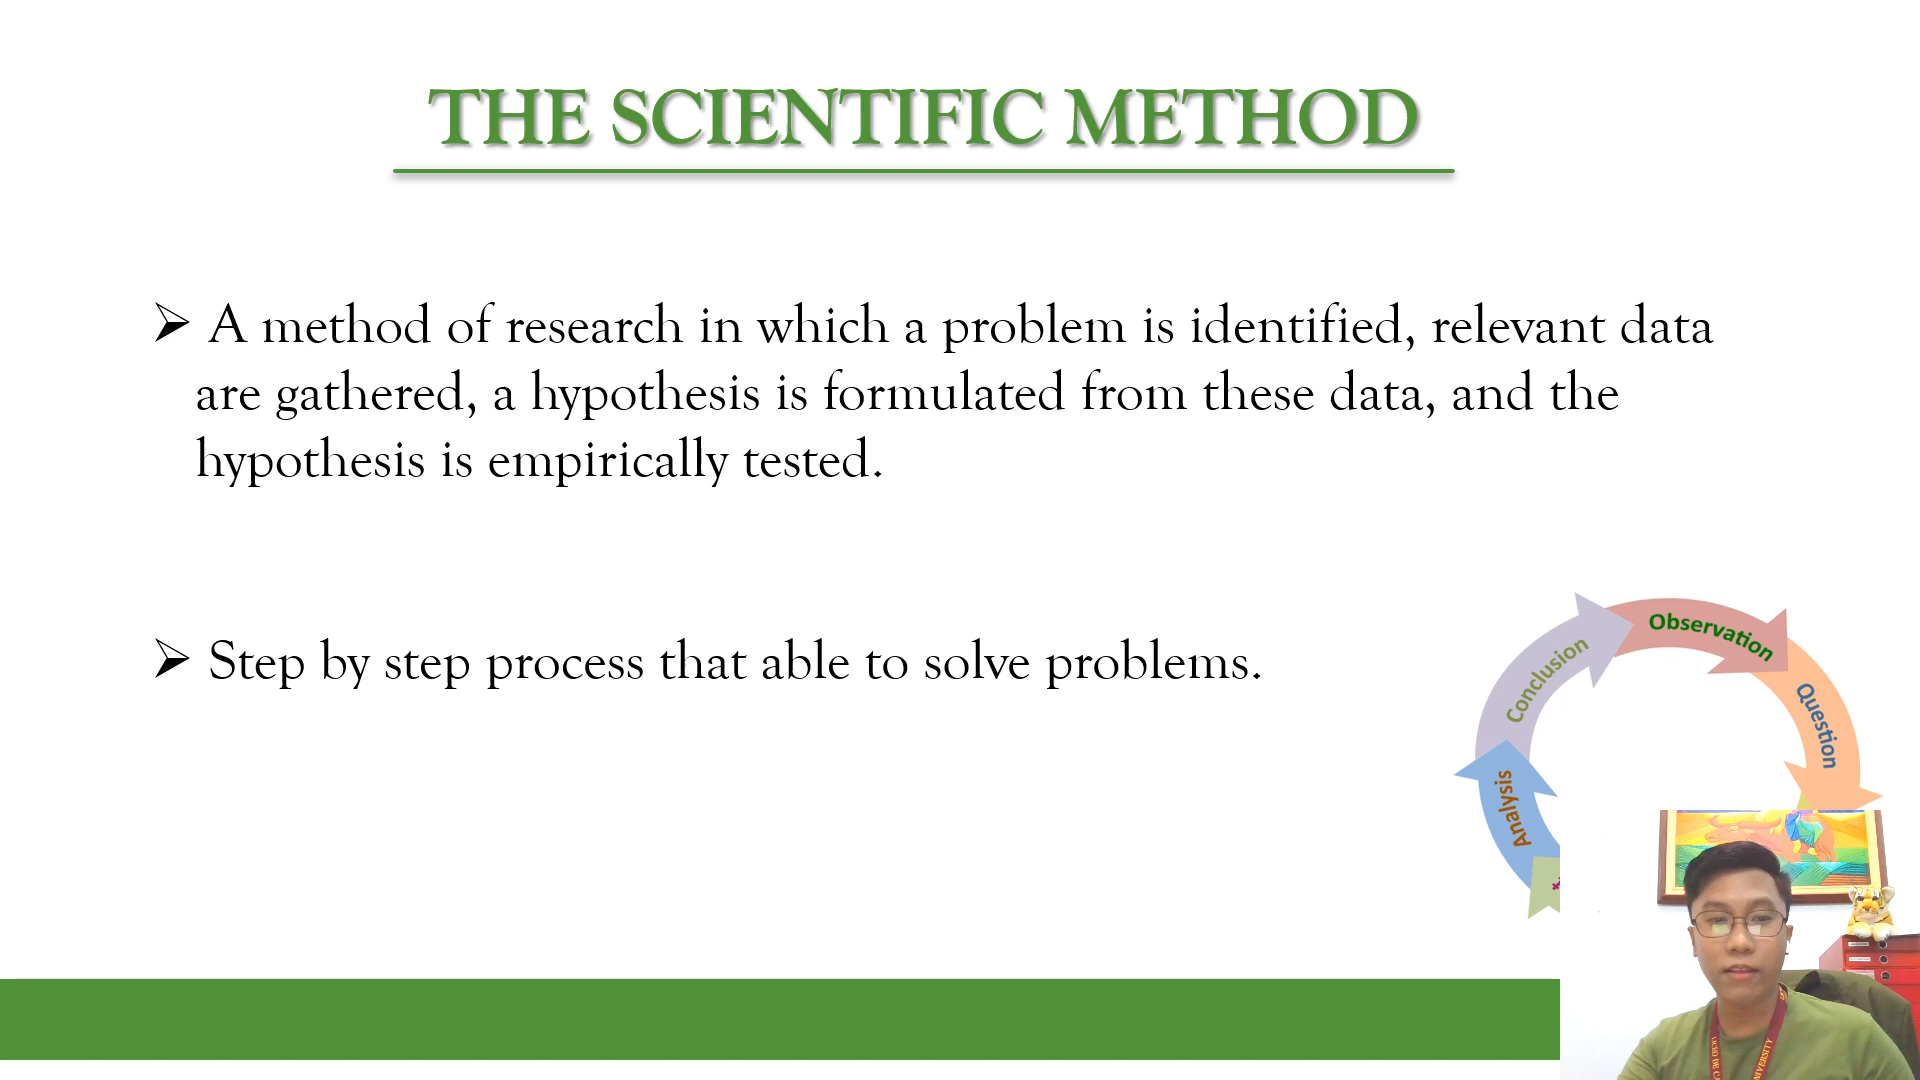 THE SCIENTIFIC METHOD
➢ A method of research in which a problem is identified, relevant data
are gathered, a hypothesis is formulated from these data, and the
hypothesis is empirically tested.
➢ Step by step process that able to solve problems.
Observation
Question
Conclusion
Analysis